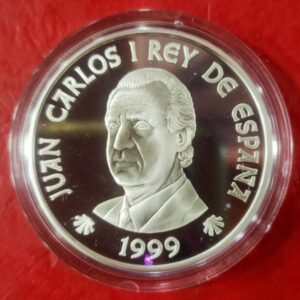 JUAN CARLOS I REY DE ESPAÑA
1999